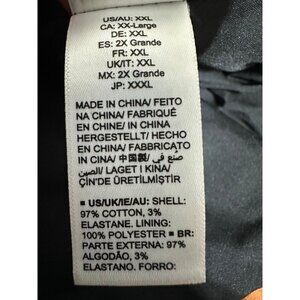 US/AU: XXL
CA: XX-Large
DE: XXL
ES: 2X Grande
FR: XXL
UK/IT: XXL
MX: 2X Grande
JP: XXXL
MADE IN CHINA/ FEITO
NA CHINA/ FABRIQUÉ
EN CHINE/ IN CHINA
HERGESTELLT/ HECHO
EN CHINA/ FABBRICATO
IN CINA/ 中国製/ صنع في
الصين/ LAGET I KINA/
ÇİN'DE ÜRETİLMİŞTİR
■ US/UK/IE/AU: SHELL:
97% COTTON, 3%
ELASTANE. LINING:
100% POLYESTER ■ BR:
PARTE EXTERNA: 97%
ALGODÃO, 3%
ELASTANO. FORRO: